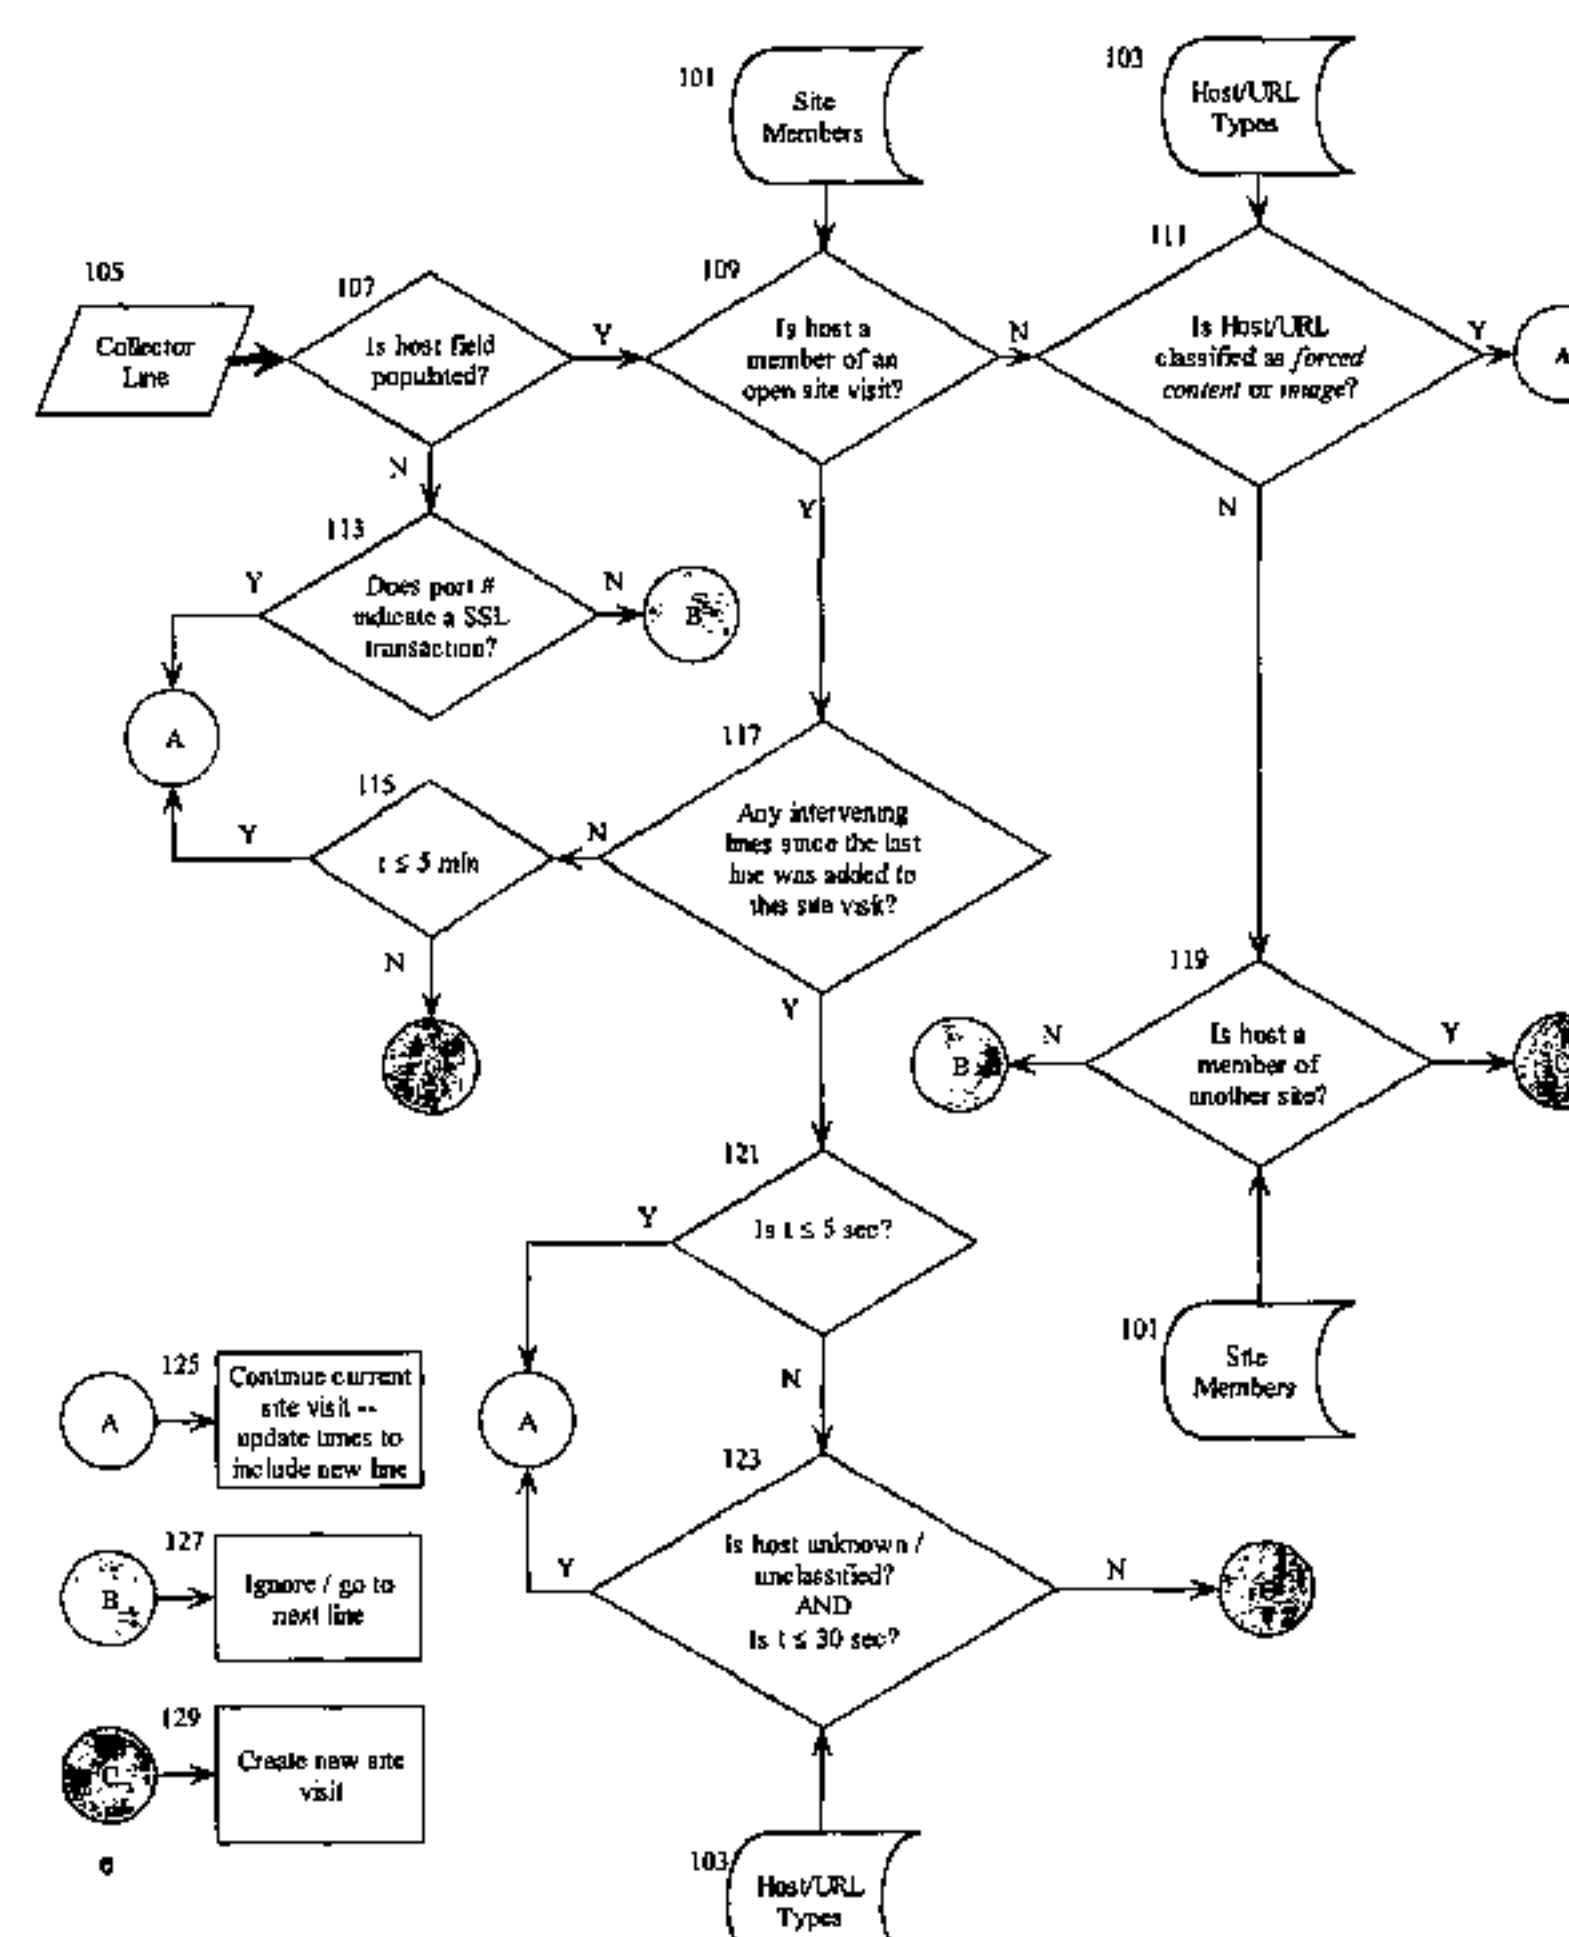 101
Site
Members
103
Host/URL
Types
105
Collector
Line
107
Is host field
populated?
Y
N
109
Is host a
member of an
open site visit?
N
Y
111
Is Host/URL
classified as forced
content or image?
Y
A
N
113
Does port #
indicate a SSL
transaction?
Y
N
B
A
115
t ≤ 5 min
Y
N
117
Any intervening
lines since the last
line was added to
this site visit?
N
Y
119
Is host a
member of
another site?
N
B
Y
101
Site
Members
121
Is t ≤ 5 sec?
Y
N
A
123
Is host unknown /
unclassified?
AND
Is t ≤ 30 sec?
Y
N
103
Host/URL
Types
A
125
Continue current
site visit --
update times to
include new line
B
127
Ignore / go to
next line
C
129
Create new site
visit